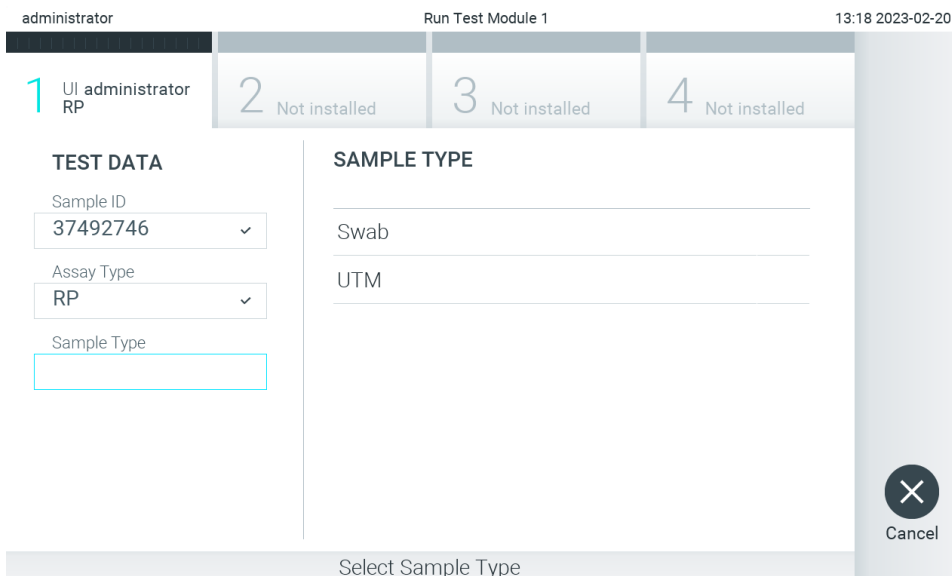 administrator
Run Test Module 1
13:18 2023-02-20
1 UI administrator
RP
2 Not installed
3 Not installed
4 Not installed
TEST DATA
Sample ID
37492746
Assay Type
RP
Sample Type
SAMPLE TYPE
Swab
UTM
Cancel
Select Sample Type